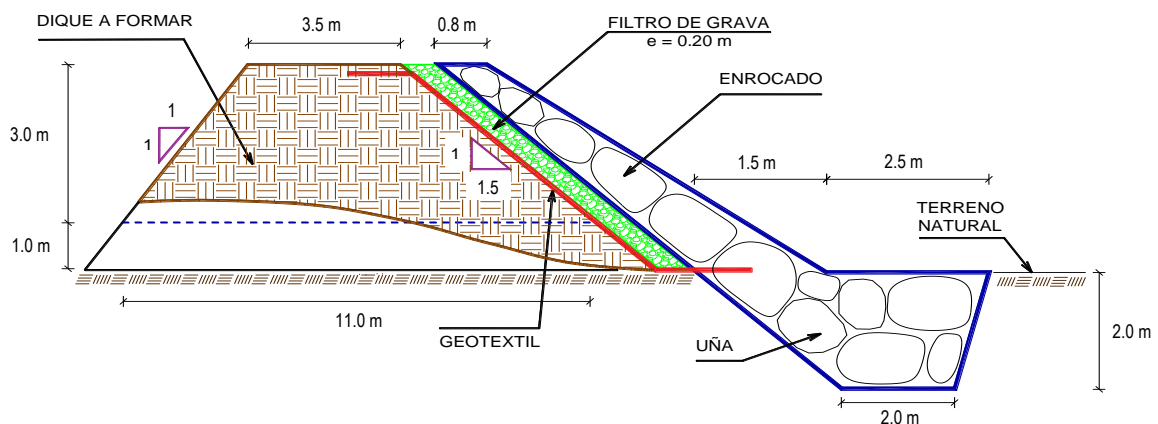 DIQUE A FORMAR
3.5 m
0.8 m
FILTRO DE GRAVA
e = 0.20 m
ENROCADO
3.0 m
1
1
1
1.5
1.5 m
2.5 m
TERRENO
NATURAL
1.0 m
11.0 m
GEOTEXTIL
UÑA
2.0 m
2.0 m